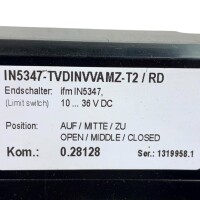 IN5347-TVDINVVAMZ-T2 / RD
Endschalter: ifm IN5347,
(Limit switch) 10 ... 36 V DC
Position: AUF / MITTE / ZU
OPEN / MIDDLE / CLOSED
Kom.: 0.28128 Ser.: 1319958.1